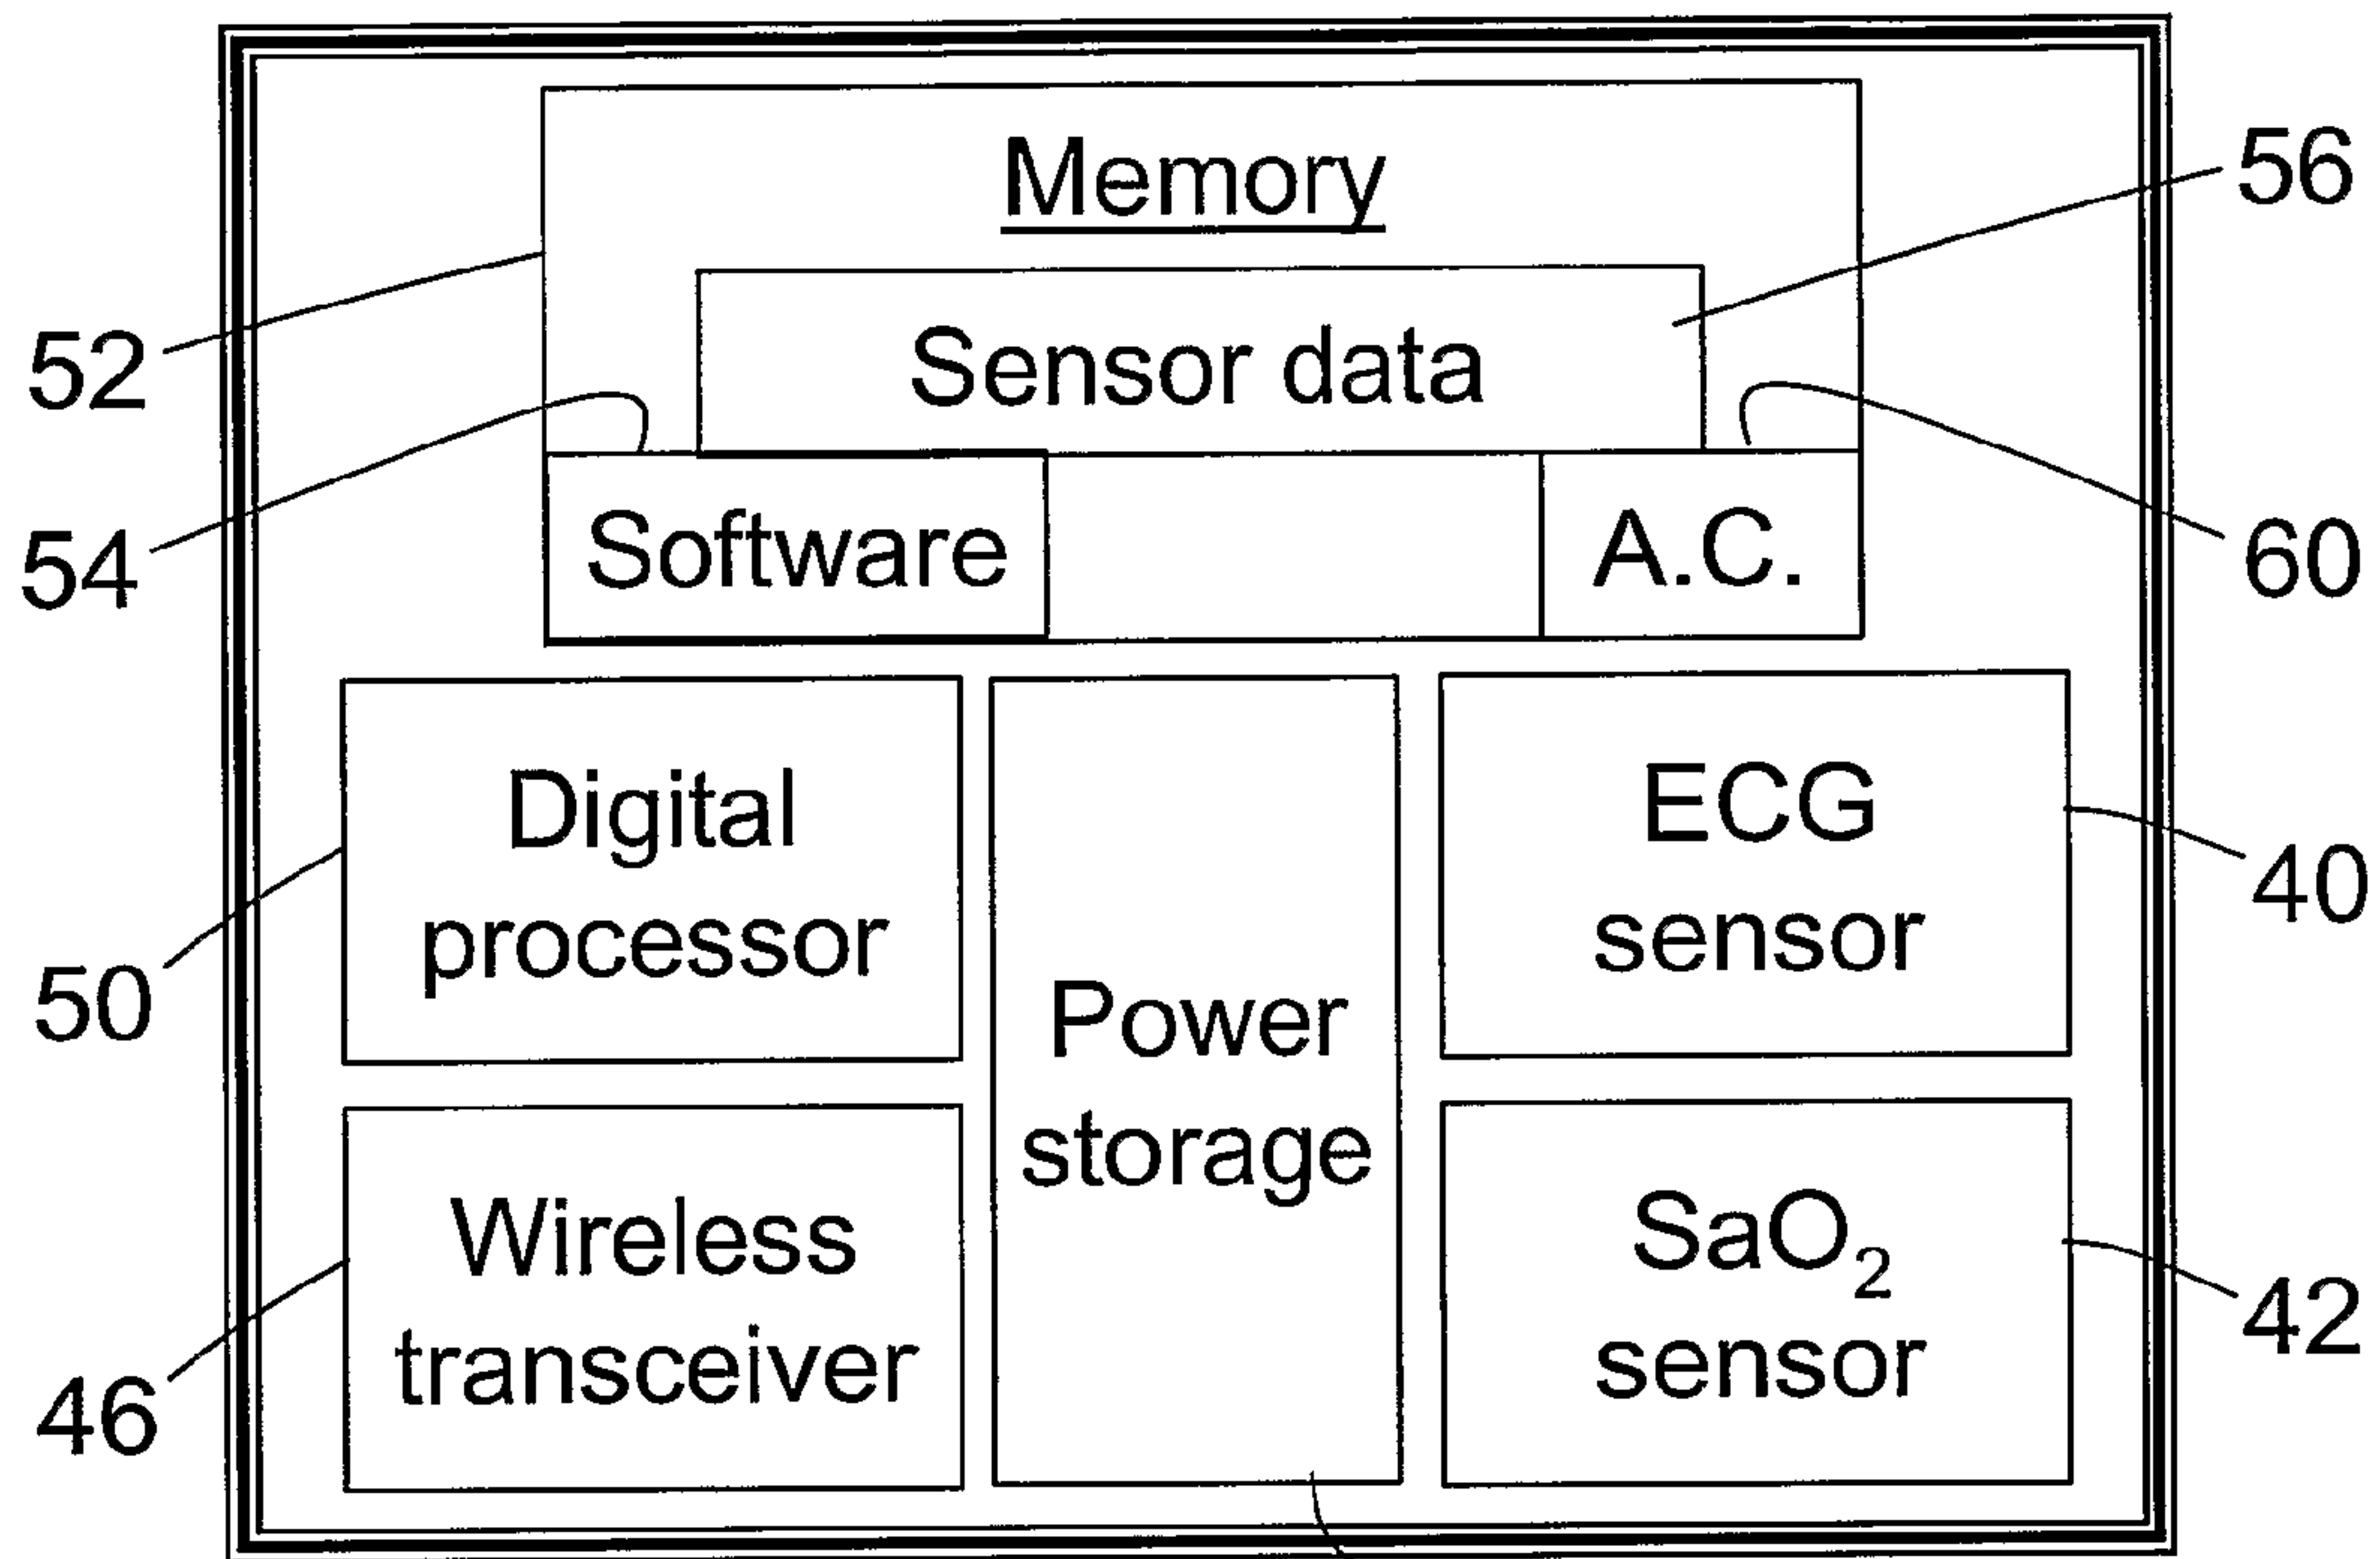 Memory
56
Sensor data
52
54
Software
A.C.
60
Digital
processor
50
Power
storage
ECG
sensor
40
Wireless
transceiver
46
SaO₂
sensor
42